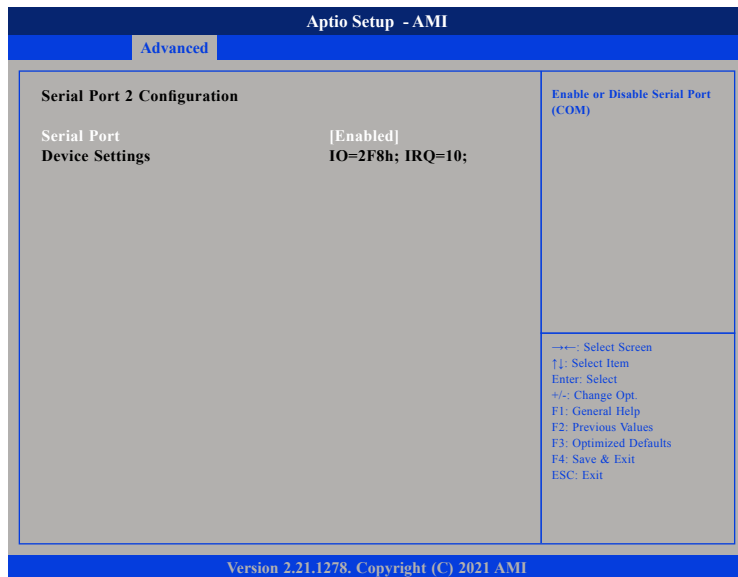 Aptio Setup - AMI
Advanced
Serial Port 2 Configuration
Serial Port [Enabled]
Device Settings IO=2F8h; IRQ=10;
Enable or Disable Serial Port
(COM)
→←: Select Screen
↑↓: Select Item
Enter: Select
+/-: Change Opt.
F1: General Help
F2: Previous Values
F3: Optimized Defaults
F4: Save & Exit
ESC: Exit
Version 2.21.1278. Copyright (C) 2021 AMI